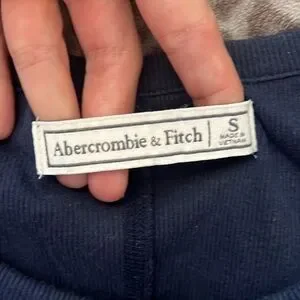 Abercrombie & Fitch
S
MADE IN
VIETNAM